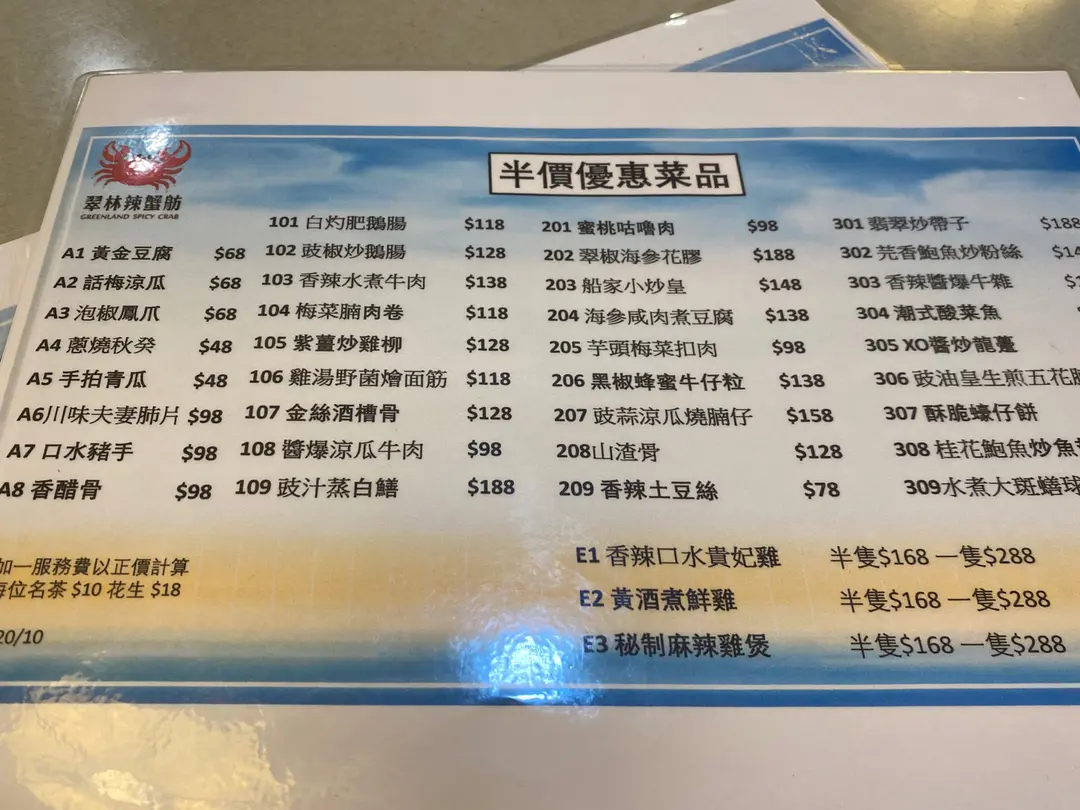 半價優惠菜品
翠林辣蟹舫
GREENLAND SPICY CRAB
A1 黃金豆腐 $68
A2 話梅涼瓜 $68
A3 泡椒鳳爪 $68
A4 蔥燒秋癸 $48
A5 手拍青瓜 $48
A6川味夫妻肺片 $98
A7 口水豬手 $98
A8 香醋骨 $98
101 白灼肥鵝腸 $118
102 豉椒炒鵝腸 $128
103 香辣水煮牛肉 $138
104 梅菜腩肉卷 $118
105 紫薑炒雞柳 $128
106 雞湯野菌燴面筋 $118
107 金絲酒槽骨 $128
108 醬爆涼瓜牛肉 $98
109 豉汁蒸白鱔 $188
201 蜜桃咕嚕肉 $98
202 翠椒海參花膠 $188
203 船家小炒皇 $148
204 海參咸肉煮豆腐 $138
205 芋頭梅菜扣肉 $98
206 黑椒蜂蜜牛仔粒 $138
207 豉蒜涼瓜燒腩仔 $158
208山渣骨 $128
209 香辣土豆絲 $78
301 翡翠炒帶子 $188
302 芫香鮑魚炒粉絲
303 香辣醬爆牛雜
304 潮式酸菜魚
305 XO醬炒龍躉
306 豉油皇生煎五花
307 酥脆蠔仔餅
308 桂花鮑魚炒魚
309水煮大斑鱔球
E1 香辣口水貴妃雞 半隻$168 一隻$288
E2 黃酒煮鮮雞 半隻$168 一隻$288
E3 秘制麻辣雞煲 半隻$168 一隻$288
加一服務費以正價計算
每位名茶 $10 花生 $18
20/10